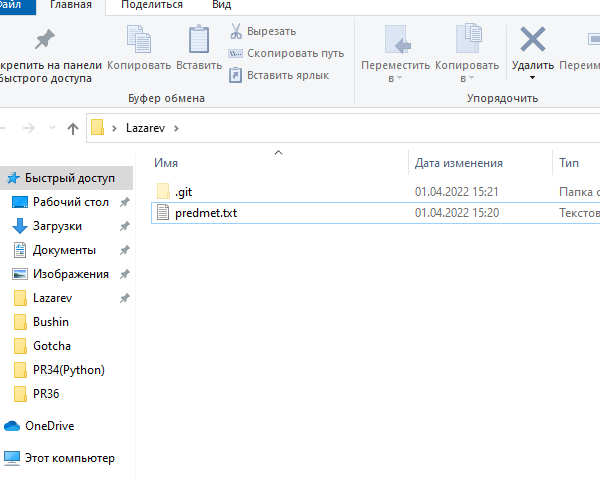 Файл Главная Поделиться Вид
Вырезать
Скопировать путь
Вставить ярлык
крепить на панели
быстрого доступа
Копировать Вставить
Переместить
в
Копировать
в
Удалить
Переим
Буфер обмена Упорядочить
Lazarev
Имя Дата изменения Тип
.git 01.04.2022 15:21 Папка с
predmet.txt 01.04.2022 15:20 Текстов
Быстрый доступ
Рабочий стол
Загрузки
Документы
Изображения
Lazarev
Bushin
Gotcha
PR34(Python)
PR36
OneDrive
Этот компьютер